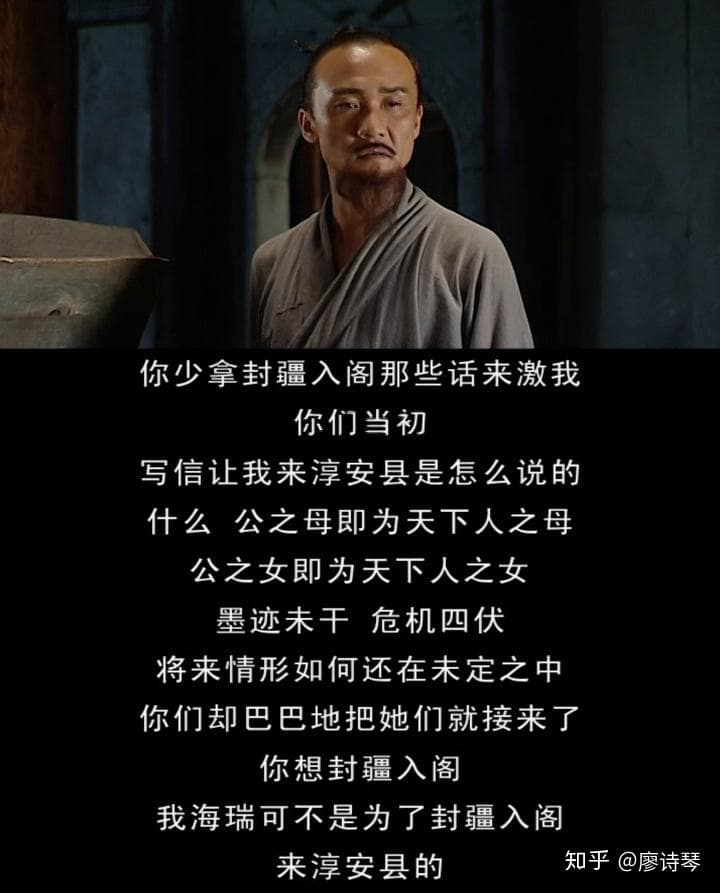 你少拿封疆入阁那些话来激我
你们当初
写信让我来淳安县是怎么说的
什么 公之母即为天下人之母
公之女即为天下人之女
墨迹未干 危机四伏
将来情形如何还在未定之中
你们却巴巴地把她们就接来了
你想封疆入阁
我海瑞可不是为了封疆入阁
来淳安县的
知乎 @廖诗琴